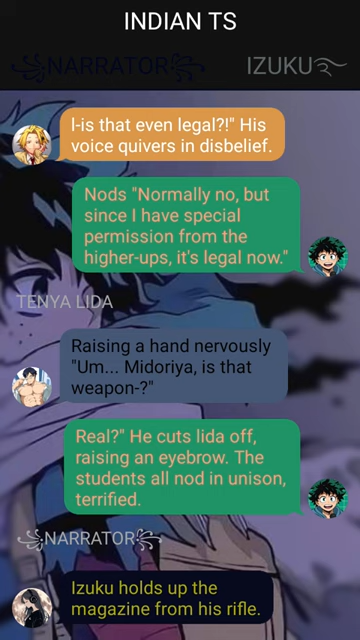 INDIAN TS
꧁NARRATOR꧂
IZUKU࿐
I-is that even legal?!" His
voice quivers in disbelief.
Nods "Normally no, but
since I have special
permission from the
higher-ups, it's legal now."
TENYA LIDA
Raising a hand nervously
"Um... Midoriya, is that
weapon-?"
Real?" He cuts lida off,
raising an eyebrow. The
students all nod in unison,
terrified.
꧁NARRATOR꧂
Izuku holds up the
magazine from his rifle.